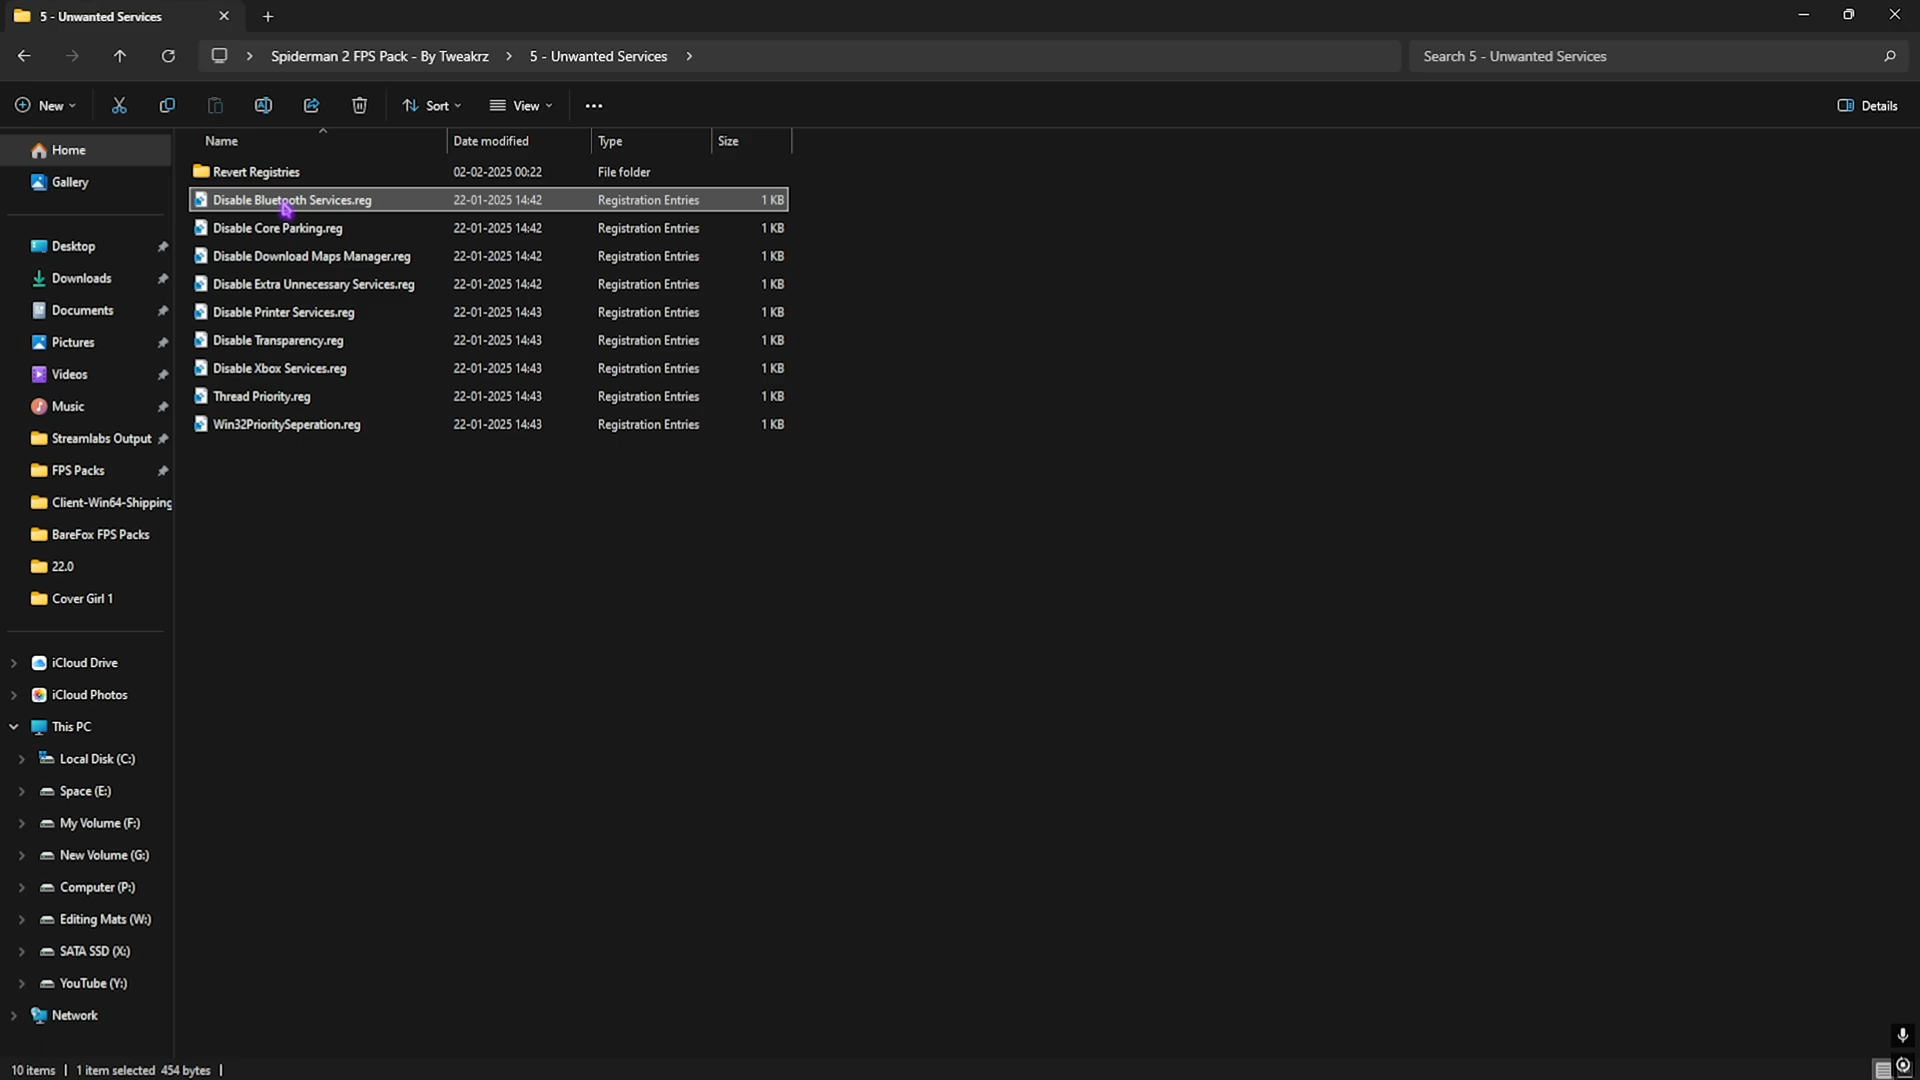 5 - Unwanted Services
Spiderman 2 FPS Pack - By Tweakrz
5 - Unwanted Services
Search 5 - Unwanted Services
New
Sort
View
Details
Name
Date modified
Type
Size
Home
Gallery
Desktop
Downloads
Documents
Pictures
Videos
Music
Streamlabs Output
FPS Packs
Client-Win64-Shipping
BareFox FPS Packs
22.0
Cover Girl 1
iCloud Drive
iCloud Photos
This PC
Local Disk (C:)
Space (E:)
My Volume (F:)
New Volume (G:)
Computer (P:)
Editing Mats (W:)
SATA SSD (X:)
YouTube (Y:)
Network
Revert Registries 02-02-2025 00:22 File folder
Disable Bluetooth Services.reg 22-01-2025 14:42 Registration Entries 1 KB
Disable Core Parking.reg 22-01-2025 14:42 Registration Entries 1 KB
Disable Download Maps Manager.reg 22-01-2025 14:42 Registration Entries 1 KB
Disable Extra Unnecessary Services.reg 22-01-2025 14:42 Registration Entries 1 KB
Disable Printer Services.reg 22-01-2025 14:43 Registration Entries 1 KB
Disable Transparency.reg 22-01-2025 14:43 Registration Entries 1 KB
Disable Xbox Services.reg 22-01-2025 14:43 Registration Entries 1 KB
Thread Priority.reg 22-01-2025 14:43 Registration Entries 1 KB
Win32PrioritySeperation.reg 22-01-2025 14:43 Registration Entries 1 KB
10 items | 1 item selected 454 bytes |